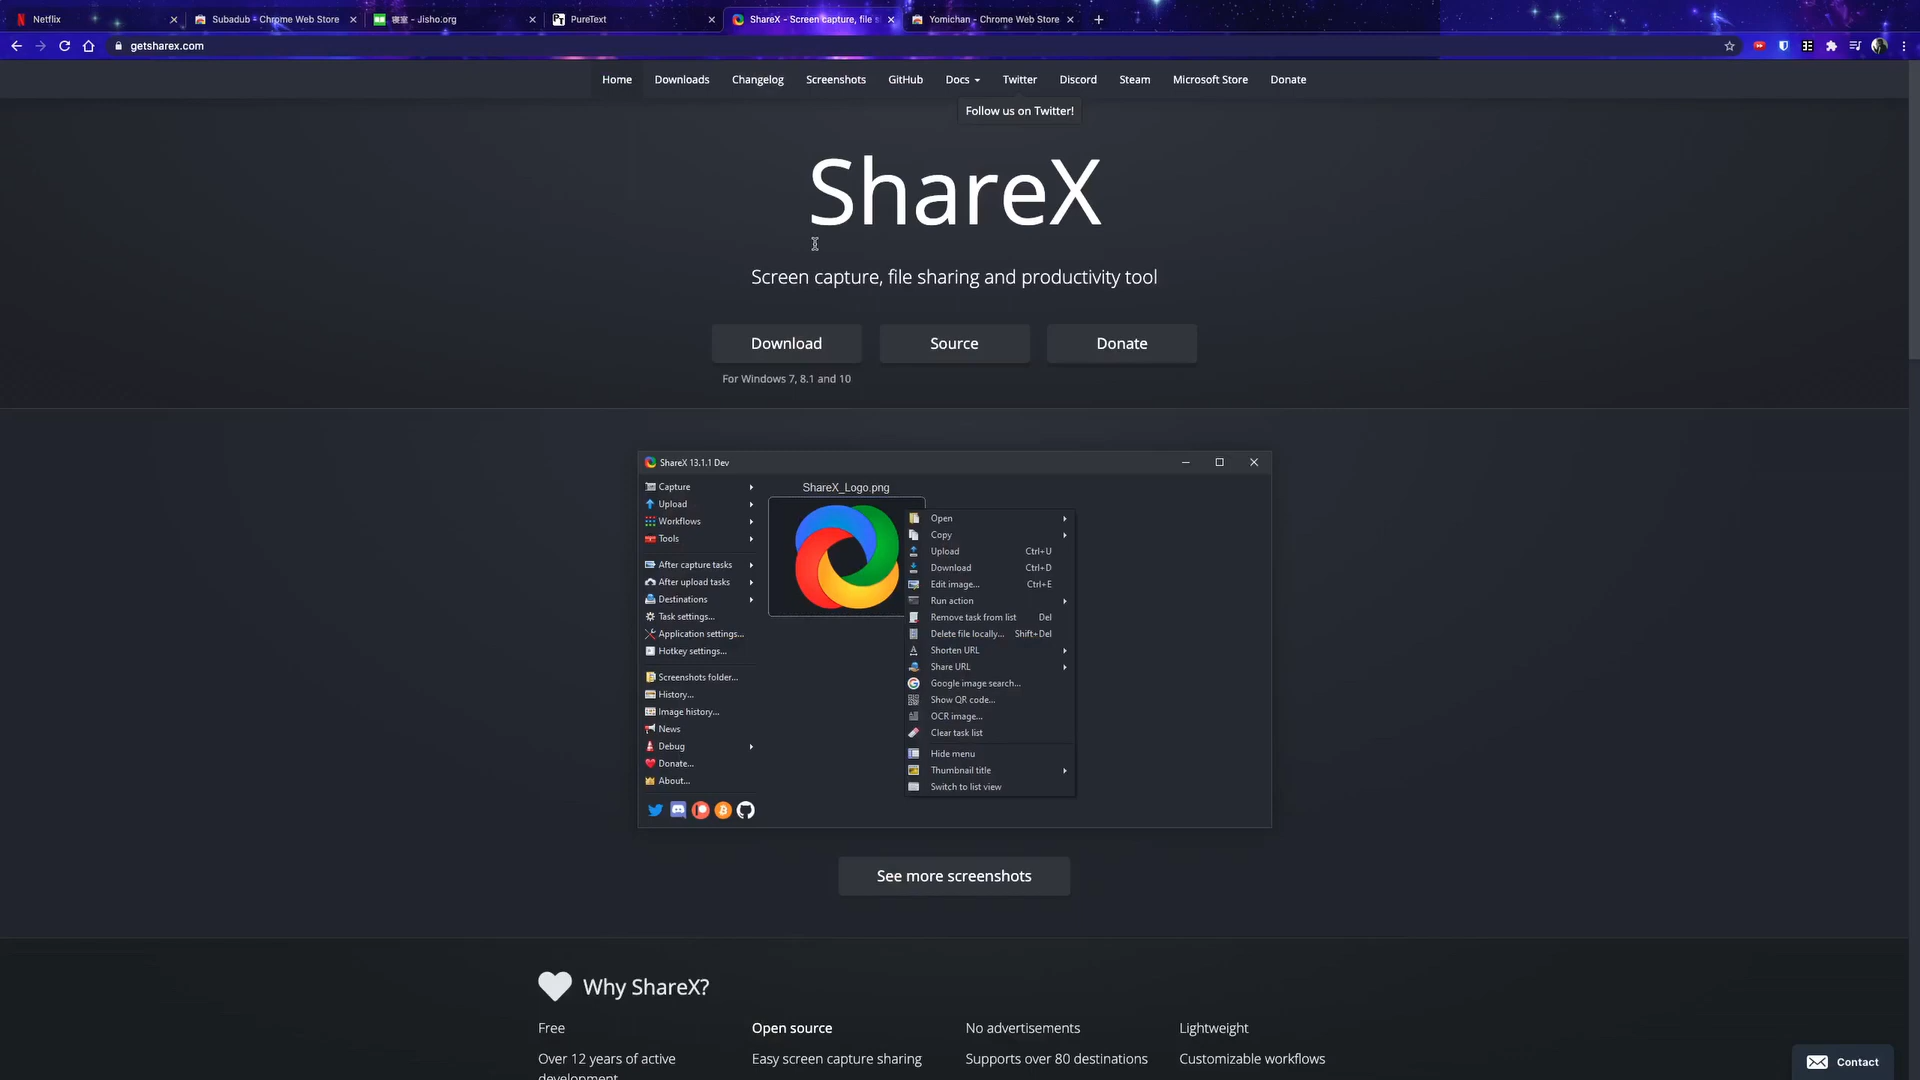 Netflix
Subadub - Chrome Web Store
寝室 - Jisho.org
PureText
ShareX - Screen capture, file s
Yomichan - Chrome Web Store
getsharex.com
Home
Downloads
Changelog
Screenshots
GitHub
Docs
Twitter
Discord
Steam
Microsoft Store
Donate
Follow us on Twitter!
ShareX
Screen capture, file sharing and productivity tool
Download
Source
Donate
For Windows 7, 8.1 and 10
ShareX 13.1.1 Dev
Capture
Upload
Workflows
Tools
After capture tasks
After upload tasks
Destinations
Task settings...
Application settings...
Hotkey settings...
Screenshots folder...
History...
Image history...
News
Debug
Donate...
About...
ShareX_Logo.png
Open
Copy
Upload Ctrl+U
Download Ctrl+D
Edit image... Ctrl+E
Run action
Remove task from list Del
Delete file locally... Shift+Del
Shorten URL
Share URL
Google image search...
Show QR code...
OCR image...
Clear task list
Hide menu
Thumbnail title
Switch to list view
See more screenshots
Why ShareX?
Free
Open source
No advertisements
Lightweight
Over 12 years of active
development
Easy screen capture sharing
Supports over 80 destinations
Customizable workflows
Contact